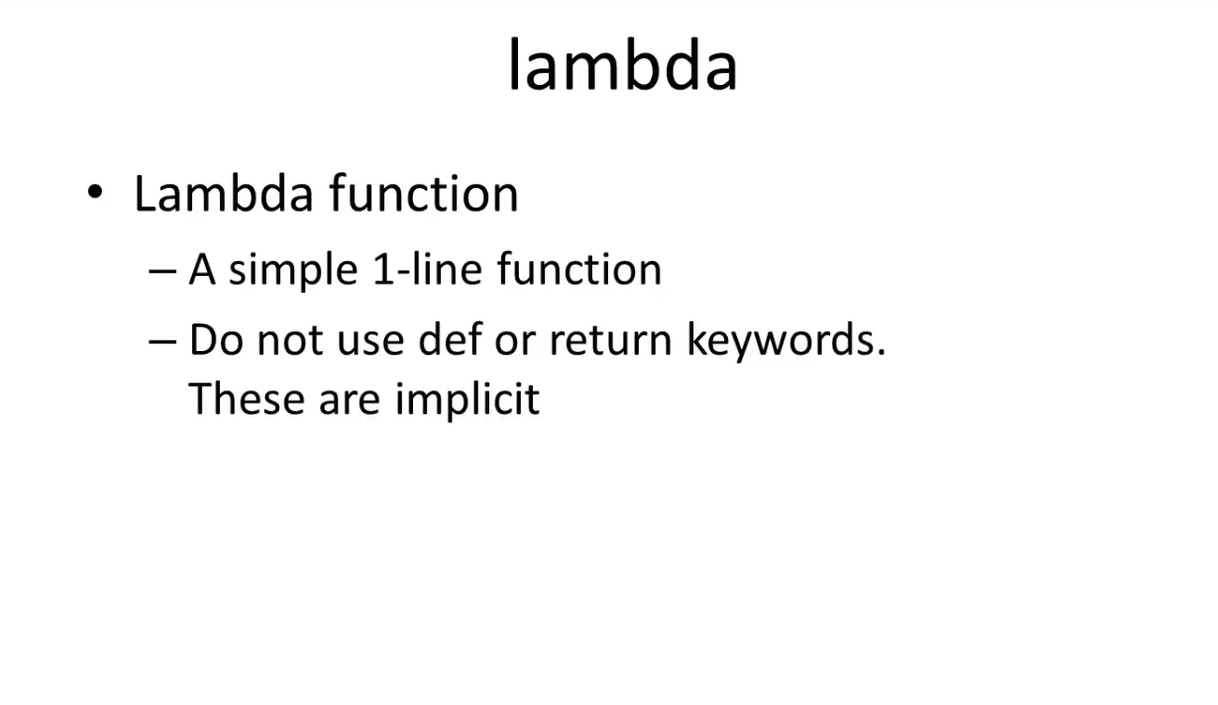 lambda
• Lambda function
– A simple 1-line function
– Do not use def or return keywords.
These are implicit